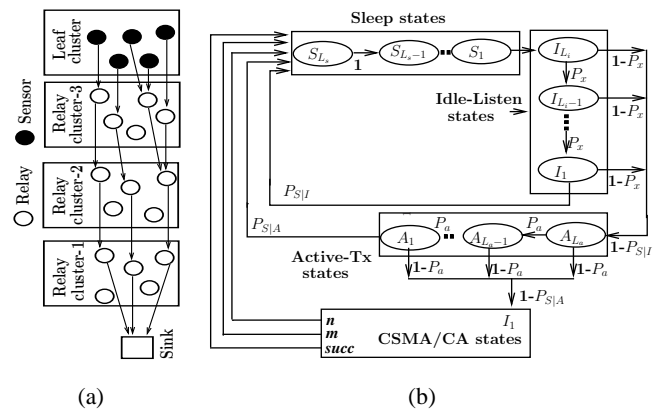 Sensor
Relay
Leaf
cluster
Relay
cluster-3
Relay
cluster-2
Relay
cluster-1
Sink
(a)
Sleep states
S_{L_s} 1 S_{L_s-1} S_1
I_{L_i} 1-P_x
P_x
Idle-Listen
states
I_{L_i-1} 1-P_x
P_x
I_1 1-P_x
P_{S|I}
P_{S|A}
A_1 P_a A_{L_a-1} P_a A_{L_a}
1-P_{S|I}
Active-Tx
states
1-P_a 1-P_a 1-P_a
1-P_{S|A}
n I_1
m CSMA/CA states
succ
(b)